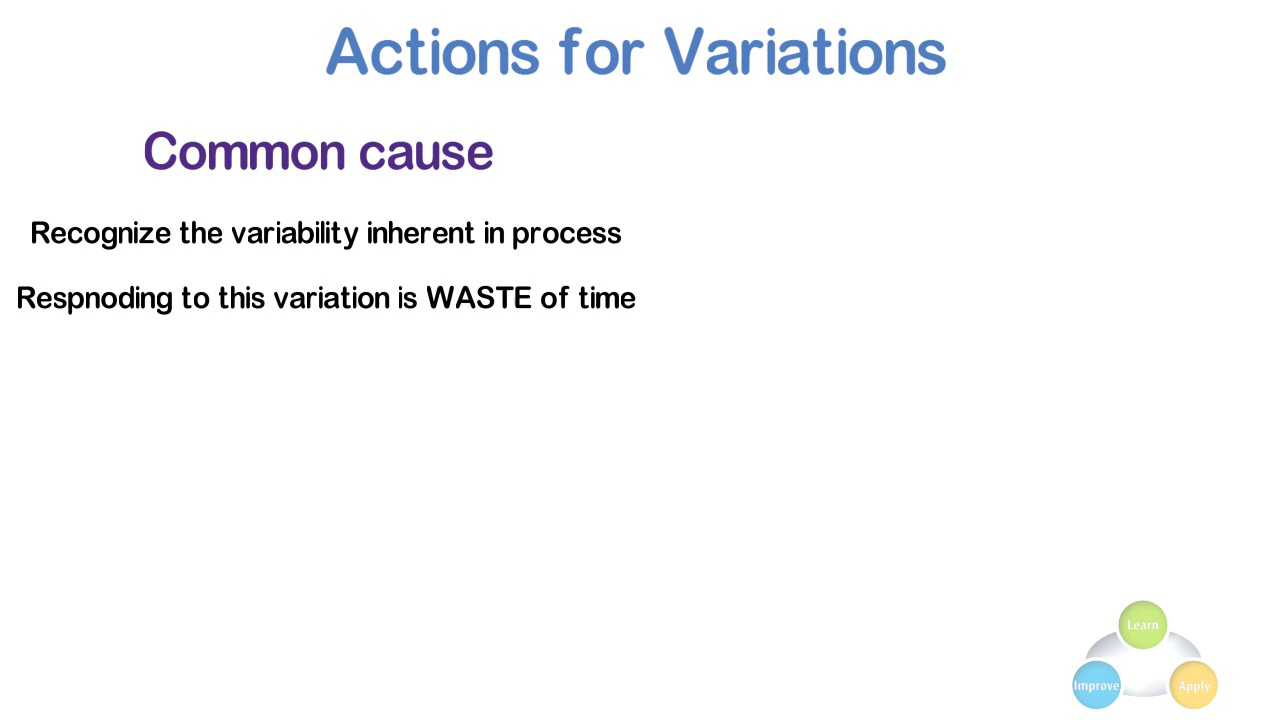 Actions for Variations
Common cause
Recognize the variability inherent in process
Respnoding to this variation is WASTE of time
Learn
Improve
Apply